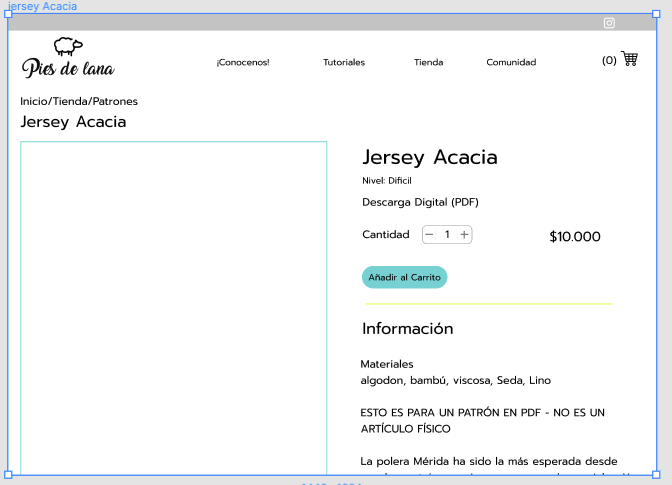 jersey Acacia
Pies de lana
¡Conocenos!
Tutoriales
Tienda
Comunidad
(0)
Inicio/Tienda/Patrones
Jersey Acacia
Jersey Acacia
Nivel: Dificil
Descarga Digital (PDF)
Cantidad
1
$10.000
Añadir al Carrito
Información
Materiales
algodon, bambú, viscosa, Seda, Lino
ESTO ES PARA UN PATRÓN EN PDF - NO ES UN
ARTÍCULO FÍSICO
La polera Mérida ha sido la más esperada desde